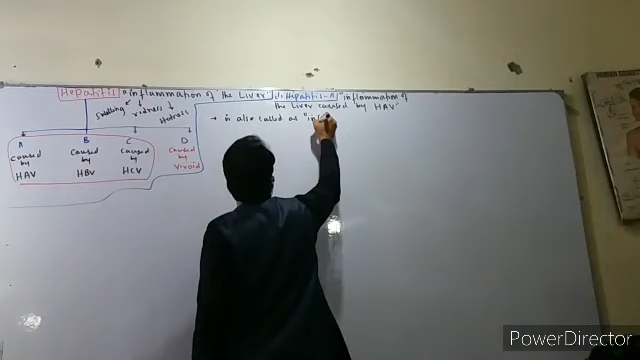 Hepatitis "inflammation of the Liver"
swelling redness
A B C D
Caused by HAV
Caused by HBV
Caused by HCV
Caused by Viroid
Hepatitis-A "inflammation of
the Liver caused by HAV"
→ is also called as "inf
PowerDirector